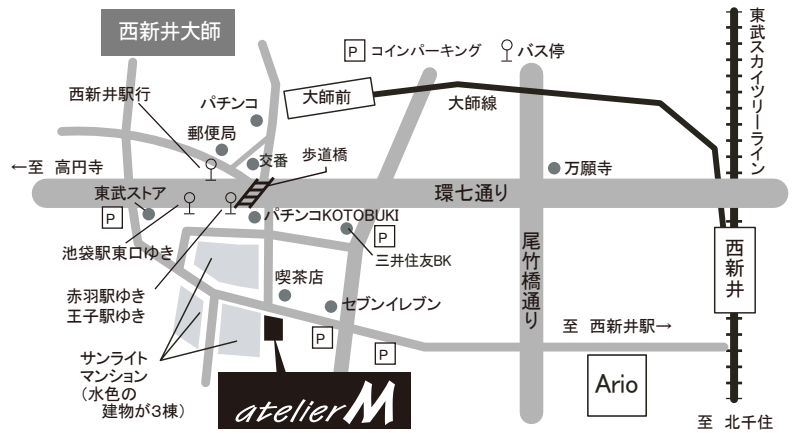 西新井大師
P コインパーキング
バス停
東武スカイツリーライン
西新井駅行
パチンコ
大師前
大師線
郵便局
交番
歩道橋
←至 高円寺
万願寺
東武ストア
環七通り
P
パチンコKOTOBUKI
P
池袋駅東口ゆき
三井住友BK
尾竹橋通り
西新井
赤羽駅ゆき
王子駅ゆき
喫茶店
セブンイレブン
至 西新井駅→
P
P
サンライト
マンション
(水色の
建物が3棟)
Ario
atelierM
至 北千住